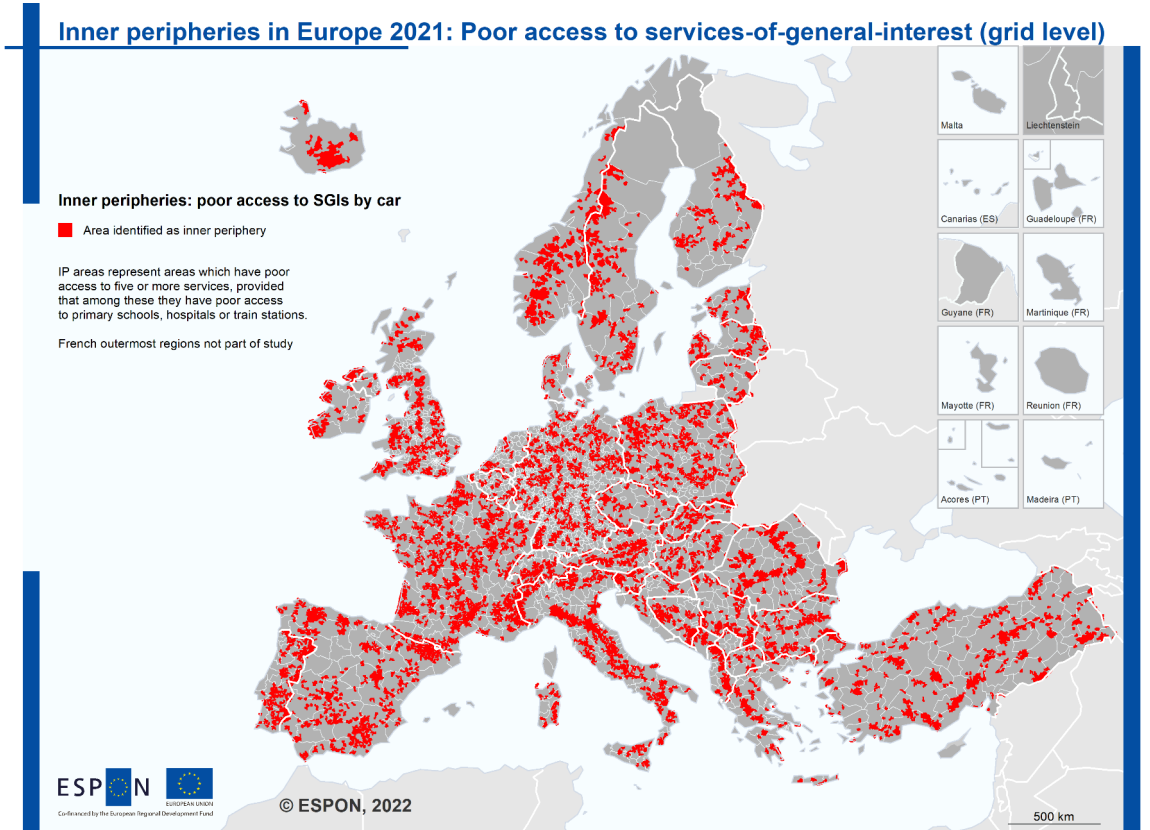 Inner peripheries in Europe 2021: Poor access to services-of-general-interest (grid level)
Malta
Liechtenstein
Canarias (ES)
Guadeloupe (FR)
Guyane (FR)
Martinique (FR)
Mayotte (FR)
Reunion (FR)
Acores (PT)
Madeira (PT)
Inner peripheries: poor access to SGIs by car
Area identified as inner periphery
IP areas represent areas which have poor
access to five or more services, provided
that among these they have poor access
to primary schools, hospitals or train stations.
French outermost regions not part of study
ESPON
EUROPEAN UNION
Co-financed by the European Regional Development Fund
© ESPON, 2022
500 km